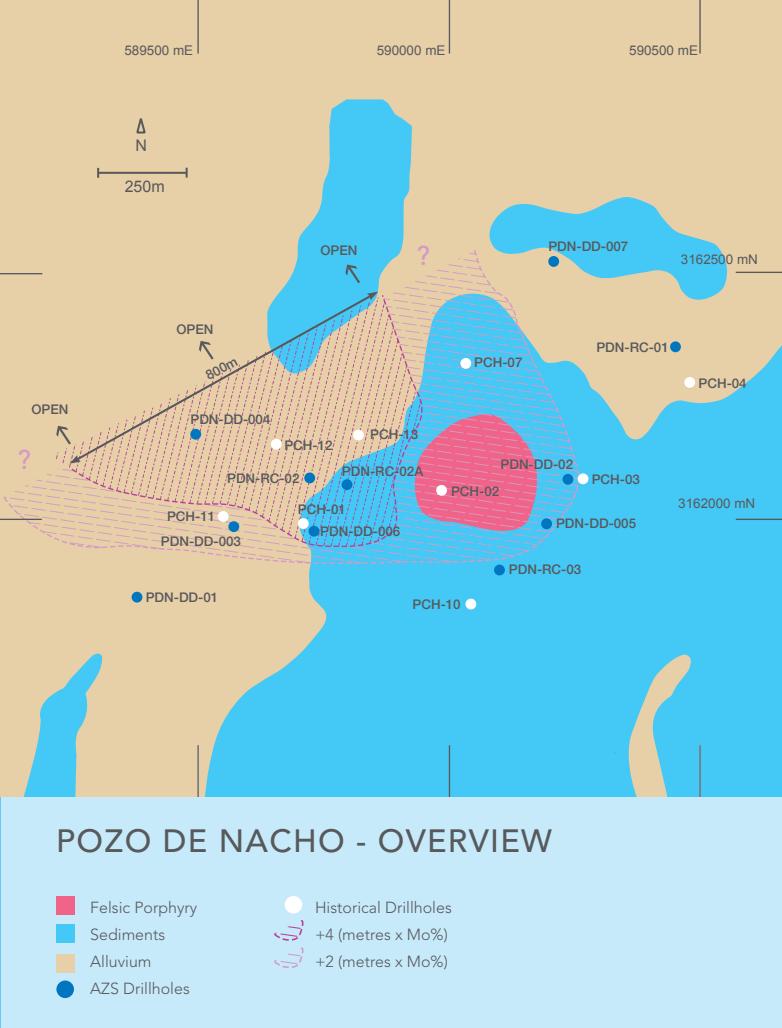 589500 mE
590000 mE
590500 mE
N
250m
OPEN
?
PDN-DD-007
3162500 mN
OPEN
800m
PDN-RC-01
PCH-07
PCH-04
OPEN
PDN-DD-004
PCH-12
PCH-13
?
PDN-RC-02
PDN-RC-02A
PDN-DD-02
PCH-03
PCH-02
3162000 mN
PCH-11
PCH-01
PDN-DD-006
PDN-DD-005
PDN-DD-003
PDN-RC-03
PDN-DD-01
PCH-10
POZO DE NACHO - OVERVIEW
Felsic Porphyry
Sediments
Alluvium
AZS Drillholes
Historical Drillholes
+4 (metres x Mo%)
+2 (metres x Mo%)